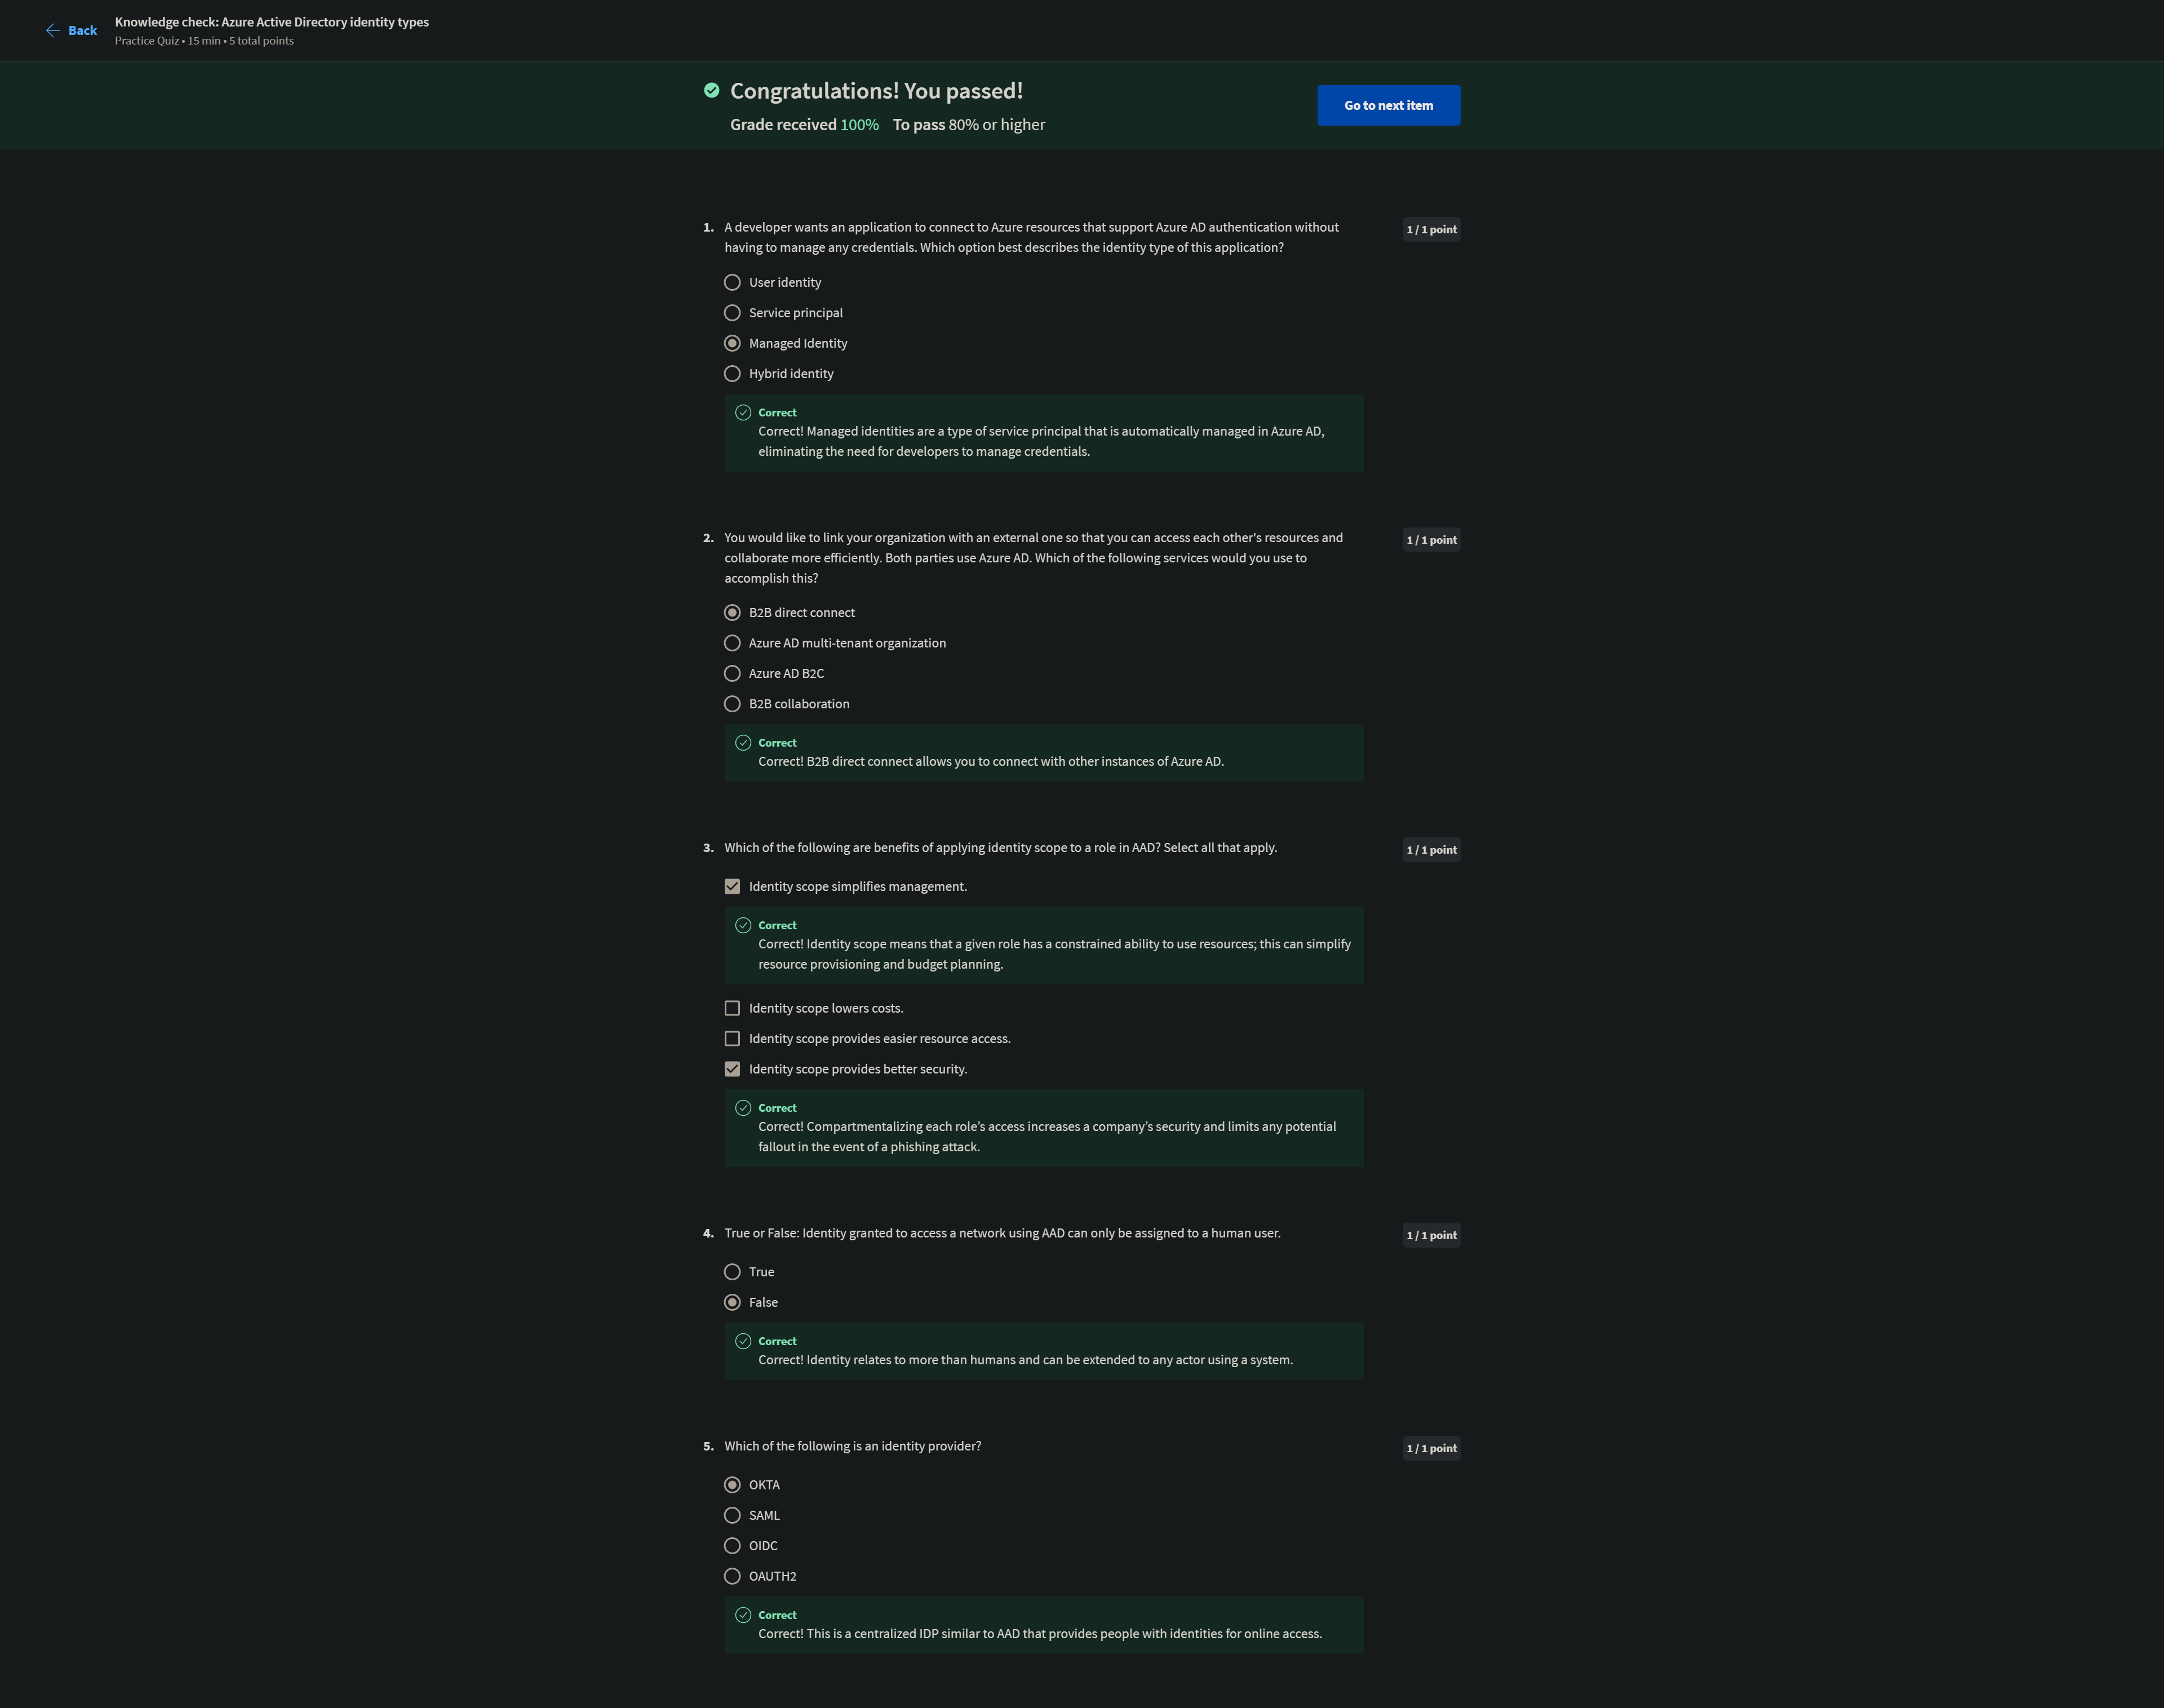 Back
Knowledge check: Azure Active Directory identity types
Practice Quiz • 15 min • 5 total points
Congratulations! You passed!
Grade received 100% To pass 80% or higher
Go to next item
1. A developer wants an application to connect to Azure resources that support Azure AD authentication without
having to manage any credentials. Which option best describes the identity type of this application?
1 / 1 point
User identity
Service principal
Managed Identity
Hybrid identity
Correct
Correct! Managed identities are a type of service principal that is automatically managed in Azure AD,
eliminating the need for developers to manage credentials.
2. You would like to link your organization with an external one so that you can access each other's resources and
collaborate more efficiently. Both parties use Azure AD. Which of the following services would you use to
accomplish this?
1 / 1 point
B2B direct connect
Azure AD multi-tenant organization
Azure AD B2C
B2B collaboration
Correct
Correct! B2B direct connect allows you to connect with other instances of Azure AD.
3. Which of the following are benefits of applying identity scope to a role in AAD? Select all that apply.
1 / 1 point
Identity scope simplifies management.
Correct
Correct! Identity scope means that a given role has a constrained ability to use resources; this can simplify
resource provisioning and budget planning.
Identity scope lowers costs.
Identity scope provides easier resource access.
Identity scope provides better security.
Correct
Correct! Compartmentalizing each role’s access increases a company’s security and limits any potential
fallout in the event of a phishing attack.
4. True or False: Identity granted to access a network using AAD can only be assigned to a human user.
1 / 1 point
True
False
Correct
Correct! Identity relates to more than humans and can be extended to any actor using a system.
5. Which of the following is an identity provider?
1 / 1 point
OKTA
SAML
OIDC
OAUTH2
Correct
Correct! This is a centralized IDP similar to AAD that provides people with identities for online access.